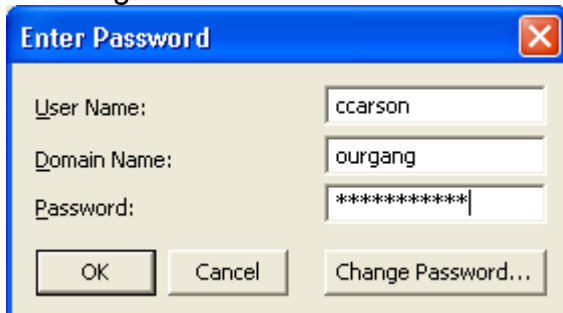 Enter Password
User Name: ccarson
Domain Name: ourgang
Password: ***********
OK Cancel Change Password...